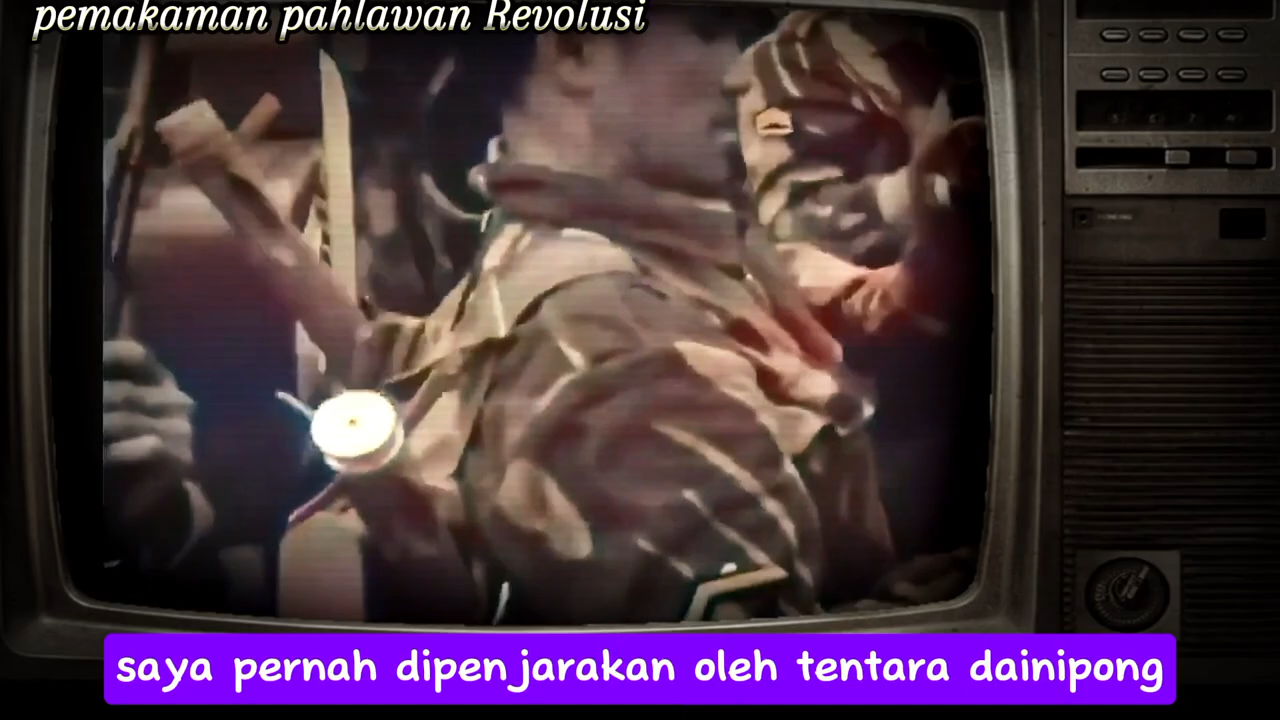 pemakaman pahlawan Revolusi
saya pernah dipenjarakan oleh tentara dainipong